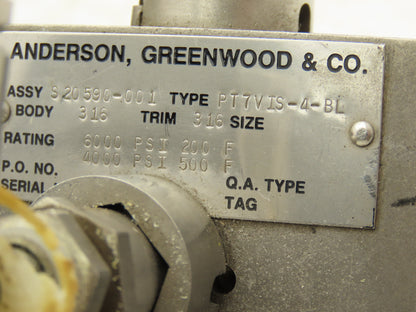 ANDERSON, GREENWOOD & CO.
ASSY S20590-001 TYPE PT7VIS-4-BL
BODY 316 TRIM 316 SIZE
RATING 6000 PSI 200 F
4000 PSI 500 F
P.O. NO. Q.A. TYPE
SERIAL TAG